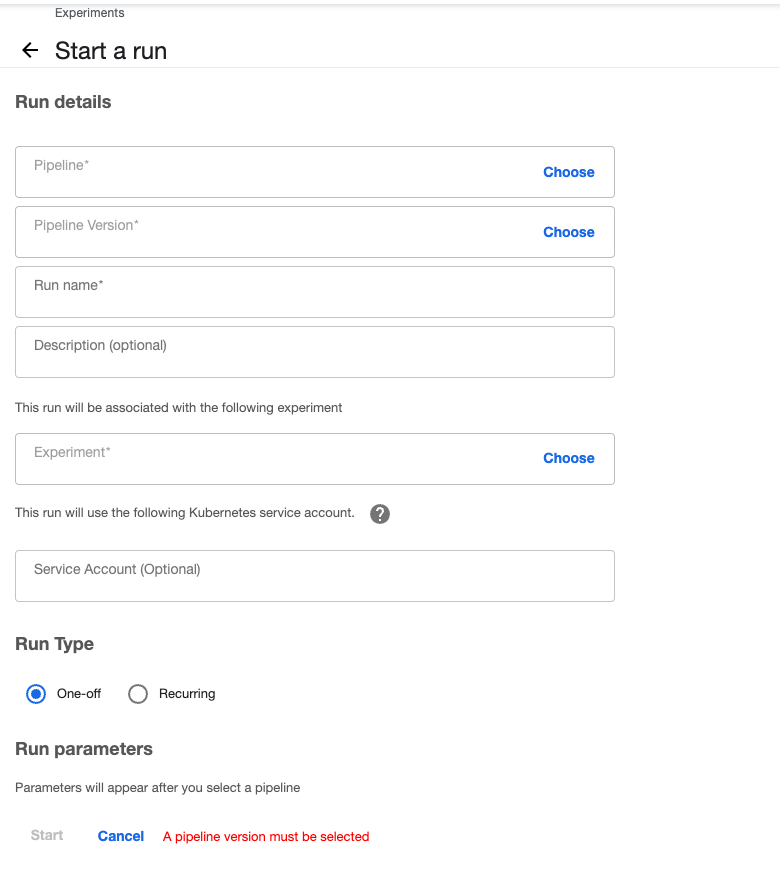 Experiments
Start a run
Run details
Pipeline*
Choose
Pipeline Version*
Choose
Run name*
Description (optional)
This run will be associated with the following experiment
Experiment*
Choose
This run will use the following Kubernetes service account. ?
Service Account (Optional)
Run Type
One-off Recurring
Run parameters
Parameters will appear after you select a pipeline
Start Cancel A pipeline version must be selected